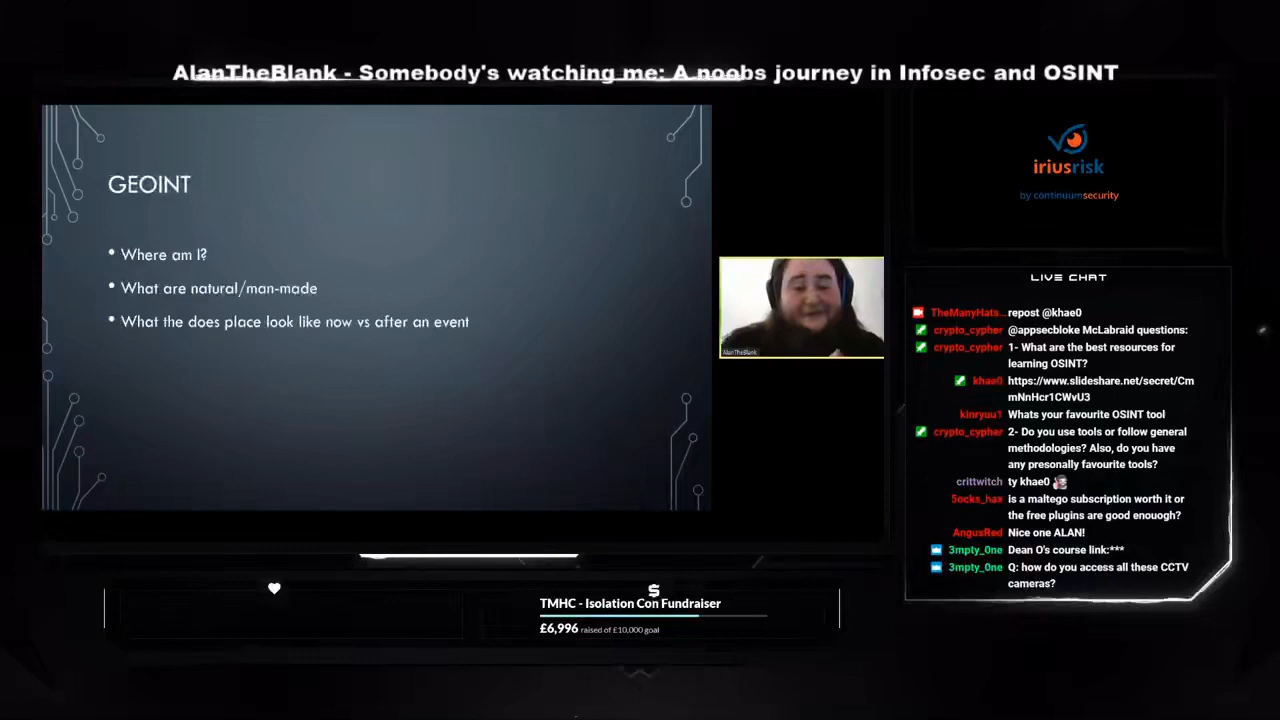 AlanTheBlank - Somebody's watching me: A noobs journey in Infosec and OSINT
GEOINT
• Where am I?
• What are natural/man-made
• What the does place look like now vs after an event
AlanTheBlank
iriusrisk
by continuumsecurity
LIVE CHAT
TheManyHats... repost @khae0
crypto_cypher @appsecbloke McLabraid questions:
crypto_cypher 1- What are the best resources for
learning OSINT?
khae0 https://www.slideshare.net/secret/Cm
mNnHcr1CWvU3
kinryuu1 Whats your favourite OSINT tool
crypto_cypher 2- Do you use tools or follow general
methodologies? Also, do you have
any presonally favourite tools?
crittwitch ty khae0
5ocks_hax is a maltego subscription worth it or
the free plugins are good enouogh?
AngusRed Nice one ALAN!
3mpty_0ne Dean O's course link:***
3mpty_0ne Q: how do you access all these CCTV
cameras?
$
TMHC - Isolation Con Fundraiser
£6,996 raised of £10,000 goal